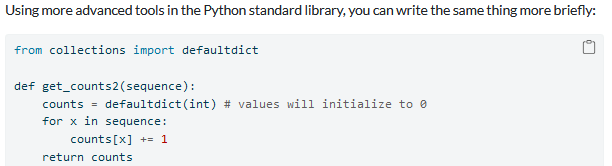 Using more advanced tools in the Python standard library, you can write the same thing more briefly:
from collections import defaultdict

def get_counts2(sequence):
    counts = defaultdict(int) # values will initialize to 0
    for x in sequence:
        counts[x] += 1
    return counts